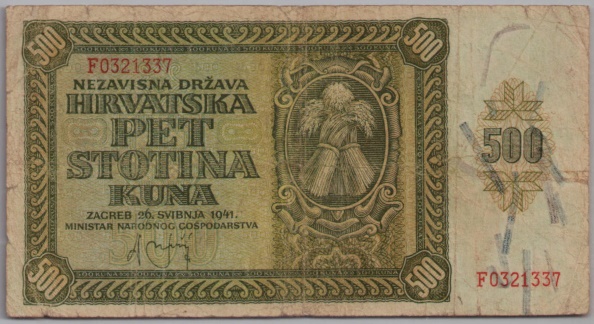 500
500
F0321337
NEZAVISNA DRŽAVA
HRVATSKA
PET
STOTINA
KUNA
ZAGREB 26. SVIBNJA 1941.
MINISTAR NARODNOG GOSPODARSTVA
500
500
500
F0321337